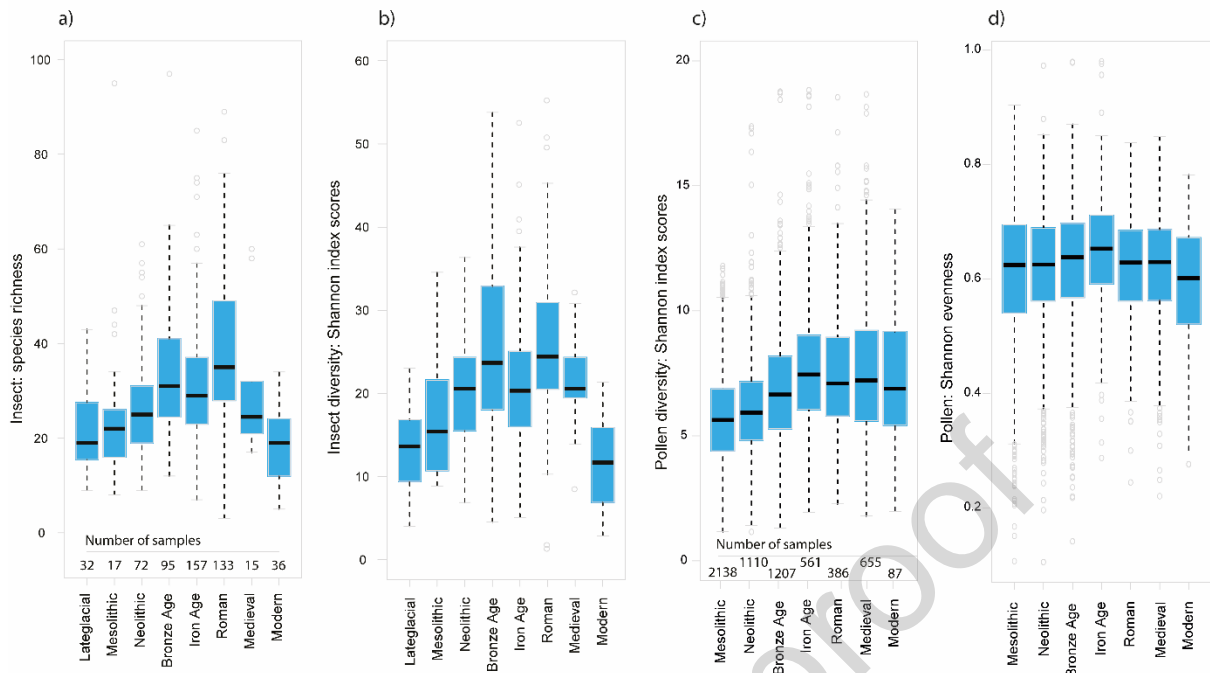 a)
Insect: species richness
100
80
60
40
20
0
Number of samples
32 17 72 95 157 133 15 36
Lateglacial
Mesolithic
Neolithic
Bronze Age
Iron Age
Roman
Medieval
Modern
b)
Insect diversity: Shannon index scores
60
50
40
30
20
10
0
Lateglacial
Mesolithic
Neolithic
Bronze Age
Iron Age
Roman
Medieval
Modern
c)
Pollen diversity: Shannon index scores
20
15
10
5
0
Number of samples
2138 1110 1207 561 386 655 87
Mesolithic
Neolithic
Bronze Age
Iron Age
Roman
Medieval
Modern
d)
Pollen: Shannon evenness
1.0
0.8
0.6
0.4
0.2
Mesolithic
Neolithic
Bronze Age
Iron Age
Roman
Medieval
Modern
proof